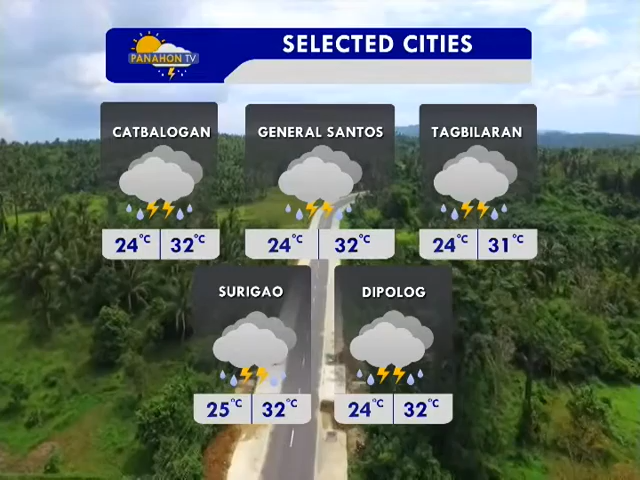 PANAHON TV
SELECTED CITIES
CATBALOGAN
24°C 32°C
GENERAL SANTOS
24°C 32°C
TAGBILARAN
24°C 31°C
SURIGAO
25°C 32°C
DIPOLOG
24°C 32°C